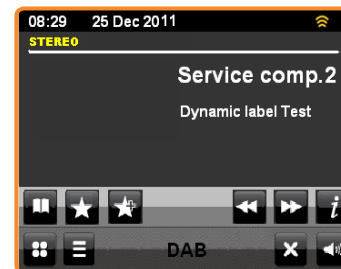 08:29 25 Dec 2011
STEREO
Service comp.2
Dynamic label Test
i
DAB